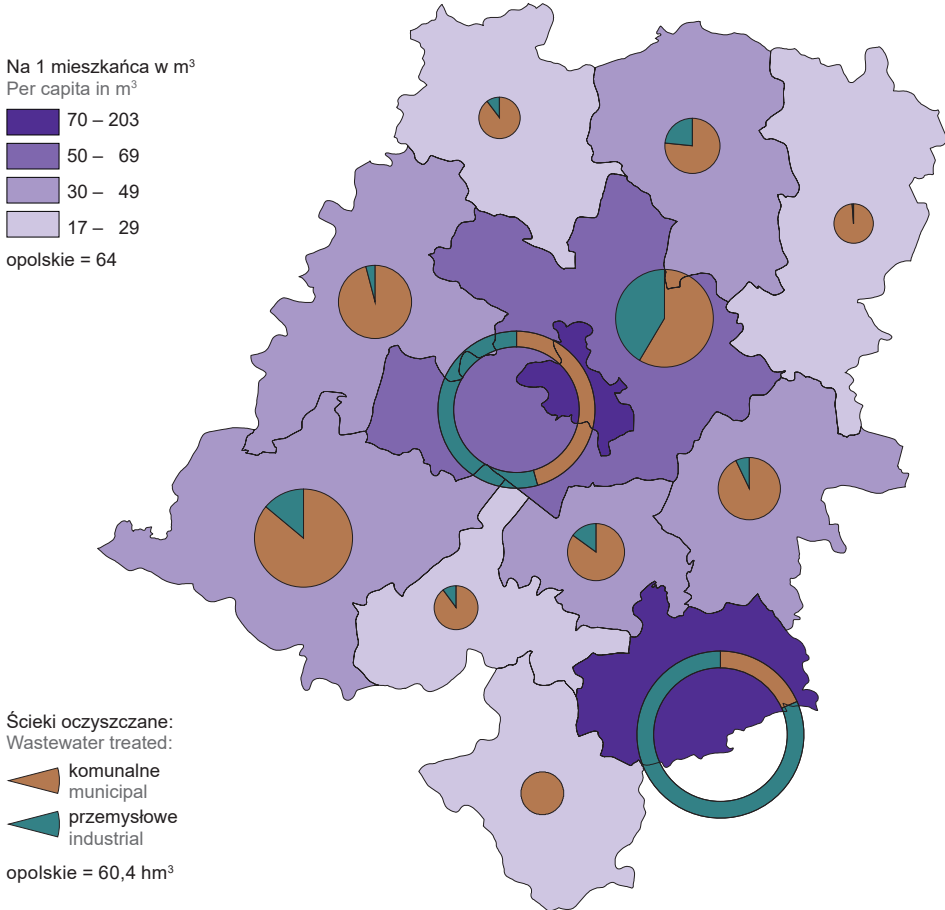 Na 1 mieszkańca w m³
Per capita in m³
70 – 203
50 – 69
30 – 49
17 – 29
opolskie = 64
Ścieki oczyszczane:
Wastewater treated:
komunalne
municipal
przemysłowe
industrial
opolskie = 60,4 hm³